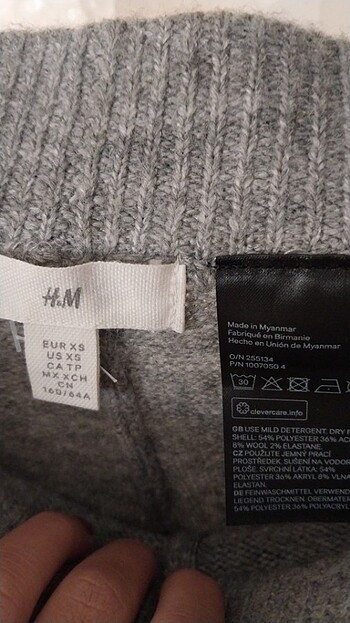 H&M
EUR XS
US XS
CA TP
MX XCH
CN
160/64A
Made in Myanmar
Fabriqué en Birmanie
Hecho en Unión de Myanmar
O/N 255134
P/N 1007050 4
30
clevercare.info
GB USE MILD DETERGENT. DRY
SHELL: 54% POLYESTER 36%
8% WOOL 2% ELASTANE.
CZ POUŽIJTE JEMNÝ PRACÍ
PROSTŘEDEK. SUŠENÍ NA VODOR
PLOŠE. SVRCHNÍ LÁTKA: 54%
POLYESTER 36% AKRYL 8% VLNA
ELASTAN.
DE FEINWASCHMITTEL VERWEND
LIEGEND TROCKNEN. OBERMATER
54% POLYESTER 36% POLYACRYL